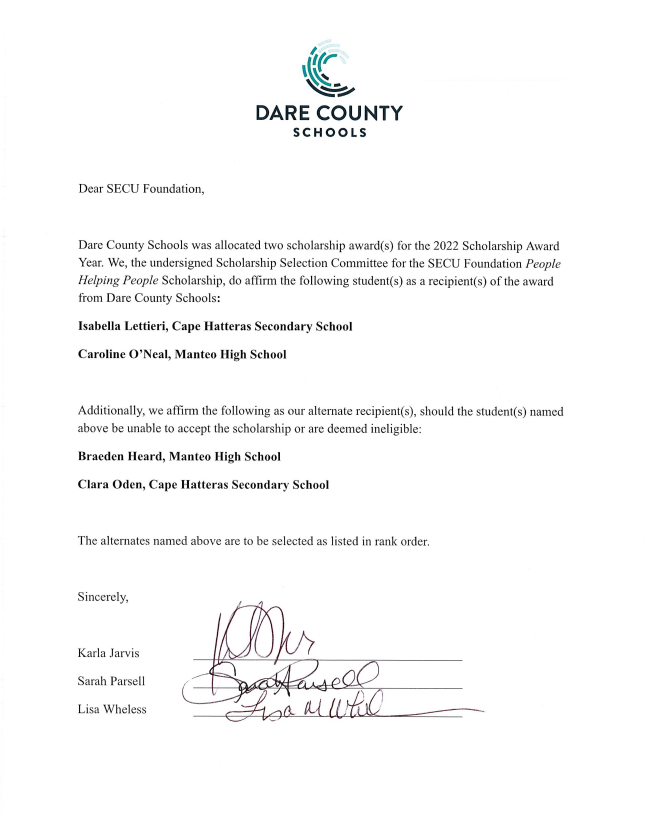 DARE COUNTY
SCHOOLS
Dear SECU Foundation,
Dare County Schools was allocated two scholarship award(s) for the 2022 Scholarship Award
Year. We, the undersigned Scholarship Selection Committee for the SECU Foundation People
Helping People Scholarship, do affirm the following student(s) as a recipient(s) of the award
from Dare County Schools:
Isabella Lettieri, Cape Hatteras Secondary School
Caroline O'Neal, Manteo High School
Additionally, we affirm the following as our alternate recipient(s), should the student(s) named
above be unable to accept the scholarship or are deemed ineligible:
Braeden Heard, Manteo High School
Clara Oden, Cape Hatteras Secondary School
The alternates named above are to be selected as listed in rank order.
Sincerely,
Karla Jarvis
Sarah Parsell Sarah Parsell
Lisa Wheless Lisa M